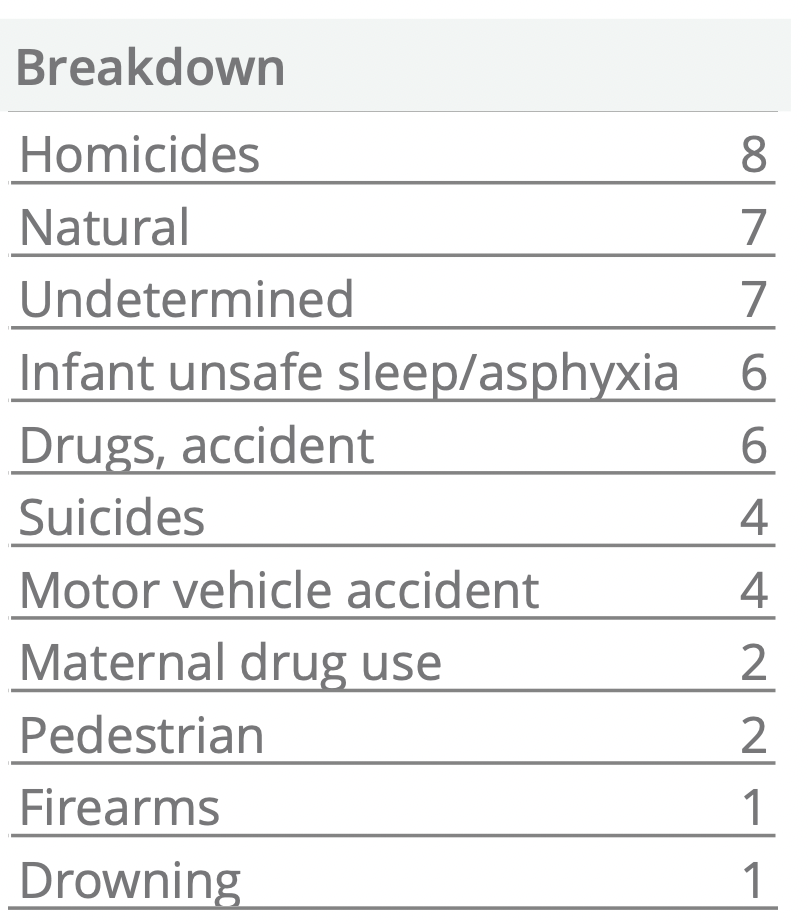 Breakdown
Homicides 8
Natural 7
Undetermined 7
Infant unsafe sleep/asphyxia 6
Drugs, accident 6
Suicides 4
Motor vehicle accident 4
Maternal drug use 2
Pedestrian 2
Firearms 1
Drowning 1